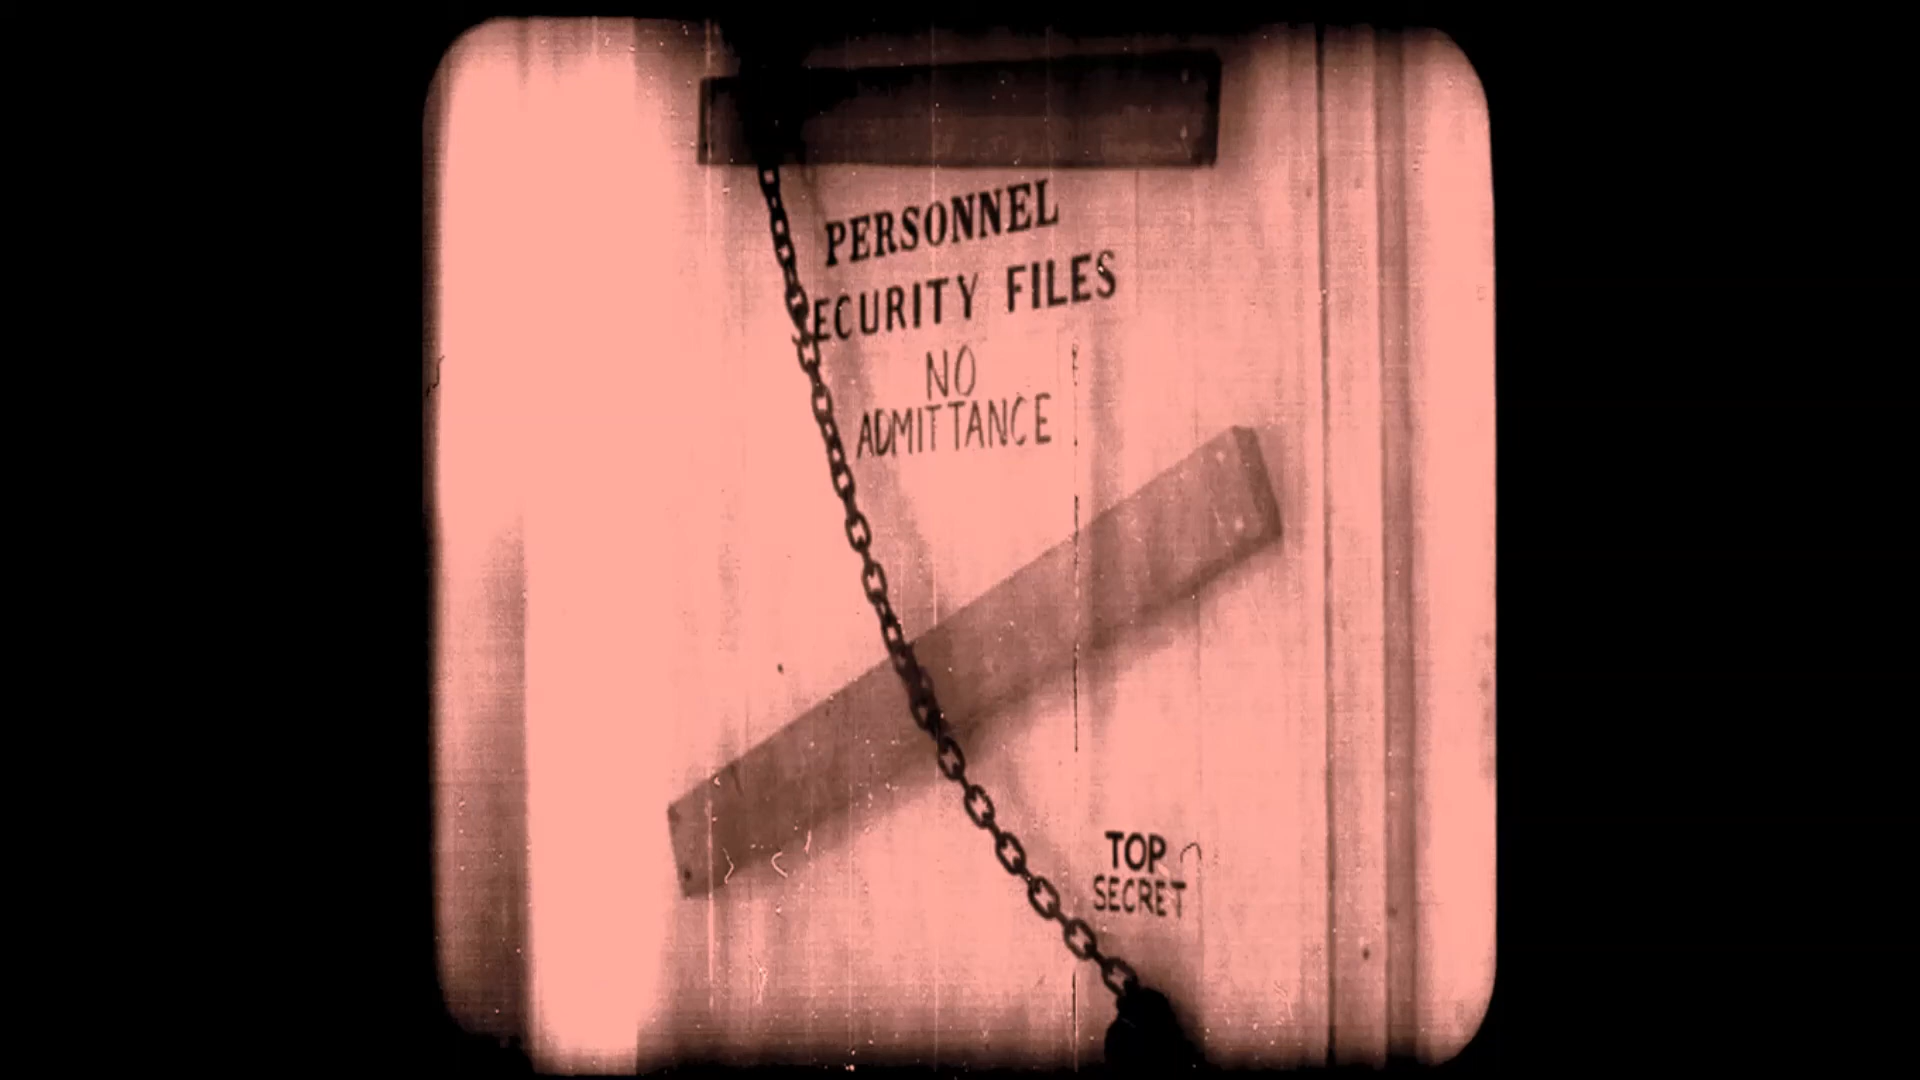 PERSONNEL
ECURITY FILES
NO
ADMITTANCE
TOP
SECRET